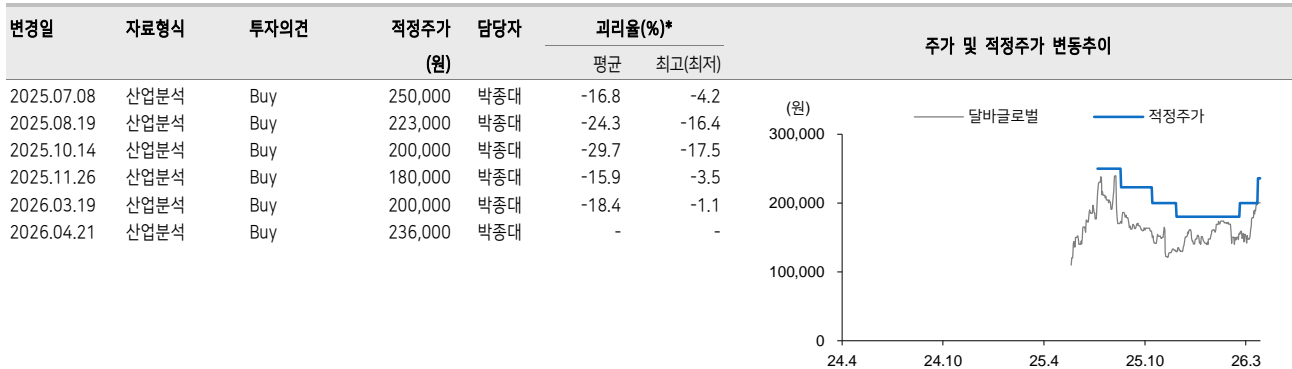 변경일 자료형식 투자의견 적정주가 담당자 괴리율(%)* 주가 및 적정주가 변동추이
(원) 평균 최고(최저)
2025.07.08 산업분석 Buy 250,000 박종대 -16.8 -4.2
2025.08.19 산업분석 Buy 223,000 박종대 -24.3 -16.4
2025.10.14 산업분석 Buy 200,000 박종대 -29.7 -17.5
2025.11.26 산업분석 Buy 180,000 박종대 -15.9 -3.5
2026.03.19 산업분석 Buy 200,000 박종대 -18.4 -1.1
2026.04.21 산업분석 Buy 236,000 박종대 - -
(원) 달바글로벌 적정주가
300,000
200,000
100,000
0
24.4 24.10 25.4 25.10 26.3